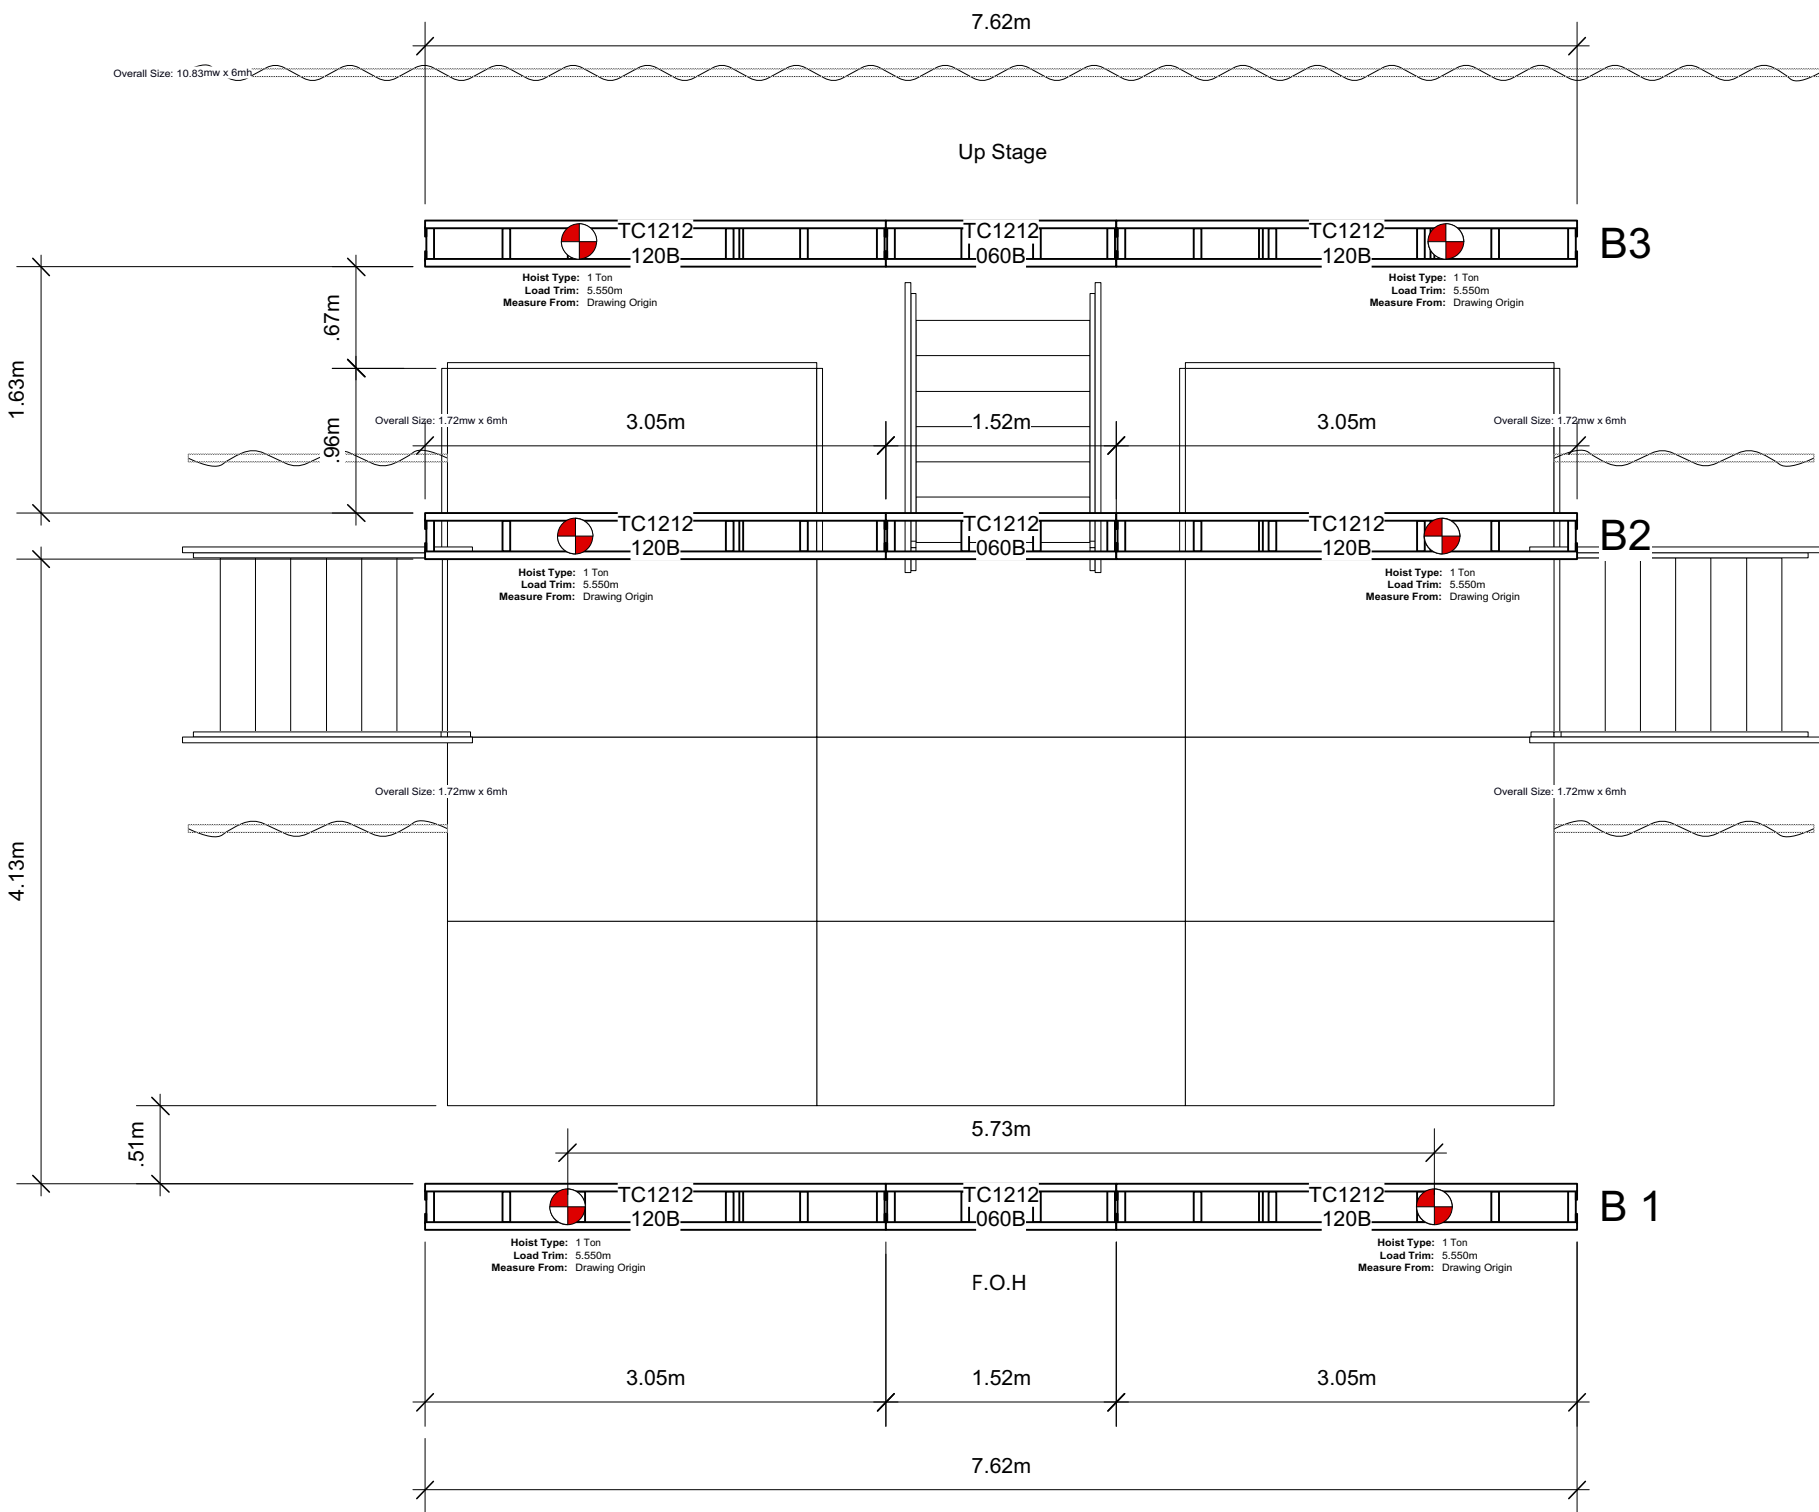 7.62m
Overall Size: 10.83mw x 6mh
Up Stage
TC1212
120B
TC1212
060B
TC1212
120B
B3
Hoist Type: 1 Ton
Load Trim: 5.550m
Measure From: Drawing Origin
Hoist Type: 1 Ton
Load Trim: 5.550m
Measure From: Drawing Origin
.67m
1.63m
.96m
Overall Size: 1.72mw x 6mh
3.05m
1.52m
3.05m
Overall Size: 1.72mw x 6mh
TC1212
120B
TC1212
060B
TC1212
120B
B2
Hoist Type: 1 Ton
Load Trim: 5.550m
Measure From: Drawing Origin
Hoist Type: 1 Ton
Load Trim: 5.550m
Measure From: Drawing Origin
Overall Size: 1.72mw x 6mh
Overall Size: 1.72mw x 6mh
4.13m
.51m
5.73m
TC1212
120B
TC1212
060B
TC1212
120B
B 1
Hoist Type: 1 Ton
Load Trim: 5.550m
Measure From: Drawing Origin
Hoist Type: 1 Ton
Load Trim: 5.550m
Measure From: Drawing Origin
F.O.H
3.05m
1.52m
3.05m
7.62m